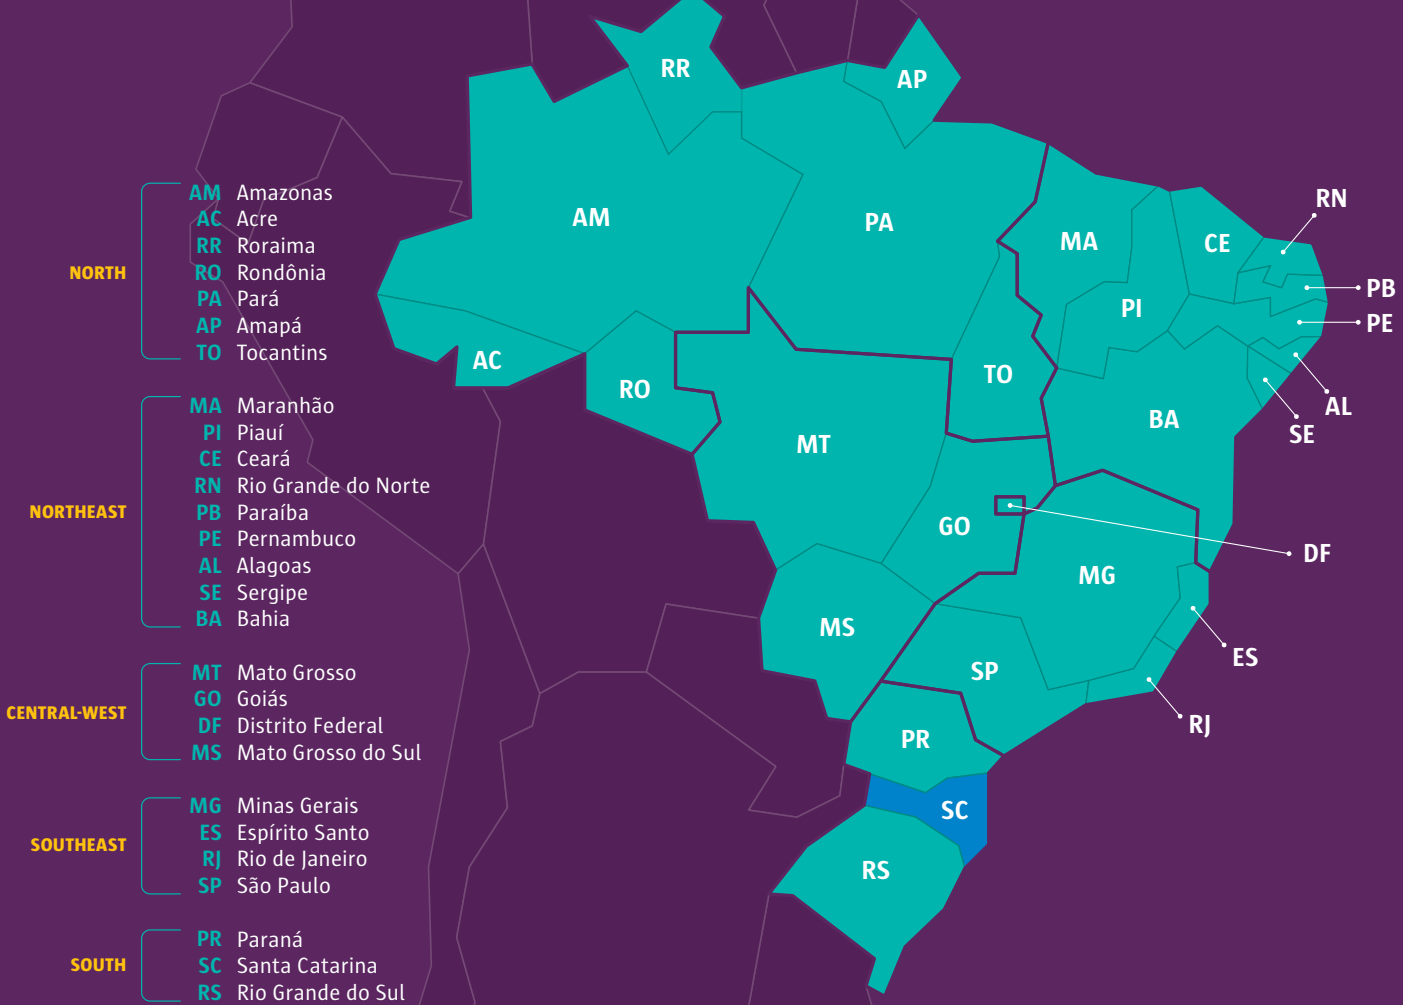 NORTH
AM Amazonas
AC Acre
RR Roraima
RO Rondônia
PA Pará
AP Amapá
TO Tocantins
NORTHEAST
MA Maranhão
PI Piauí
CE Ceará
RN Rio Grande do Norte
PB Paraíba
PE Pernambuco
AL Alagoas
SE Sergipe
BA Bahia
CENTRAL-WEST
MT Mato Grosso
GO Goiás
DF Distrito Federal
MS Mato Grosso do Sul
SOUTHEAST
MG Minas Gerais
ES Espírito Santo
RJ Rio de Janeiro
SP São Paulo
SOUTH
PR Paraná
SC Santa Catarina
RS Rio Grande do Sul
RR
AP
AM
PA
MA
CE
RN
PB
PE
PI
AL
SE
AC
RO
TO
BA
MT
GO
DF
MG
MS
ES
SP
RJ
PR
SC
RS